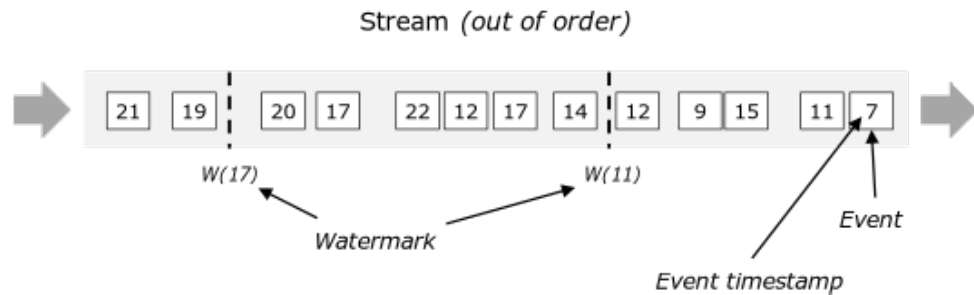 Stream (out of order)
21 19 20 17 22 12 17 14 12 9 15 11 7
W(17) W(11)
Event
Watermark
Event timestamp